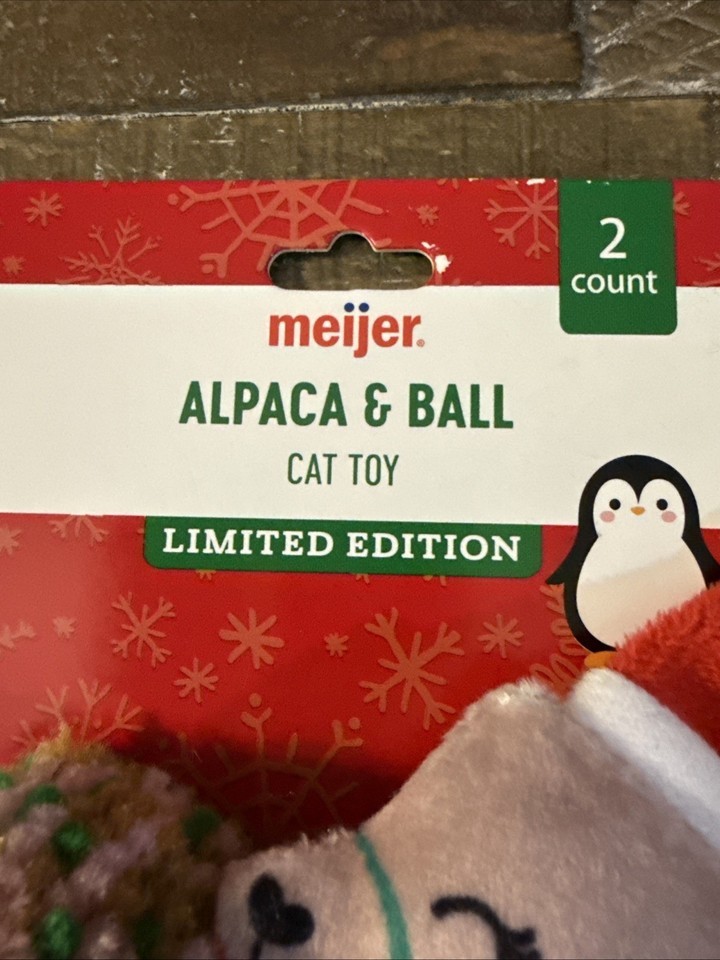 2
count
meijer®
ALPACA & BALL
CAT TOY
LIMITED EDITION